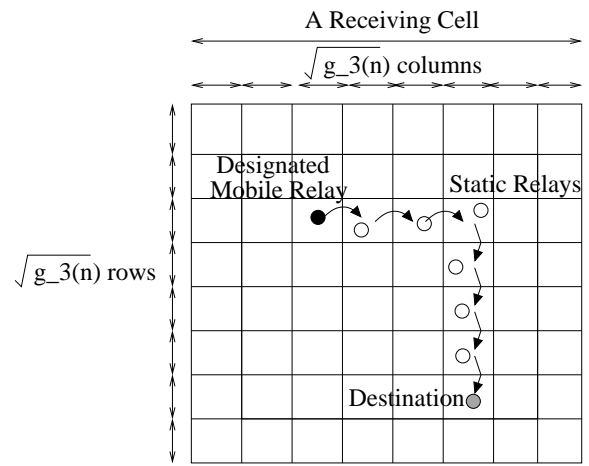 A Receiving Cell
√g_3(n) columns
Designated
Mobile Relay
Static Relays
√g_3(n) rows
Destination